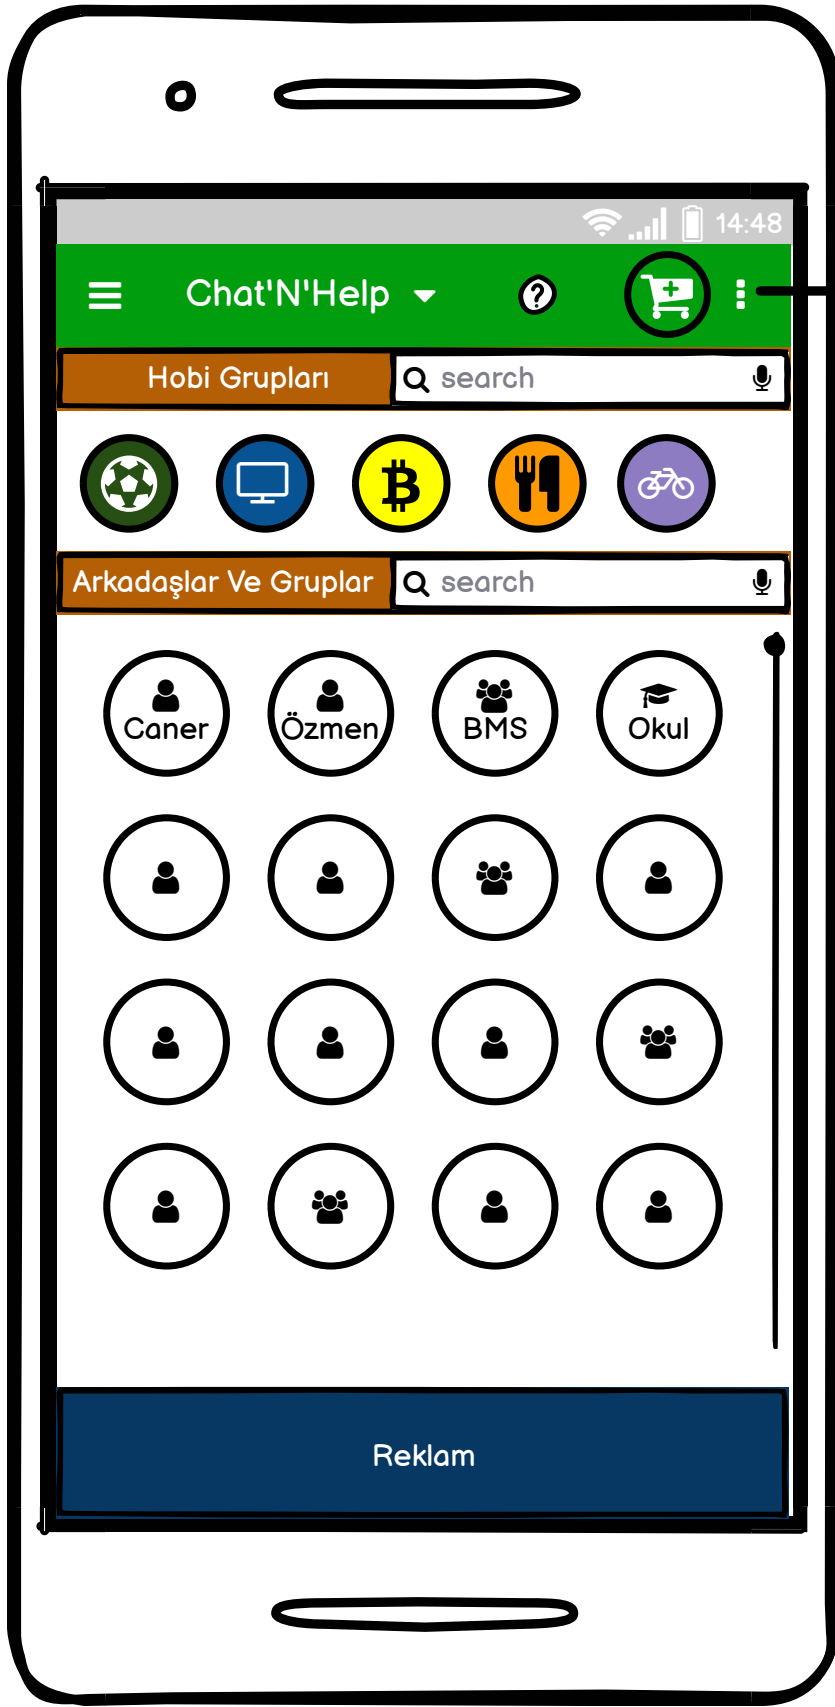 14:48
Chat'N'Help
Hobi Grupları search
Arkadaşlar Ve Gruplar search
Caner Özmen BMS Okul
Reklam